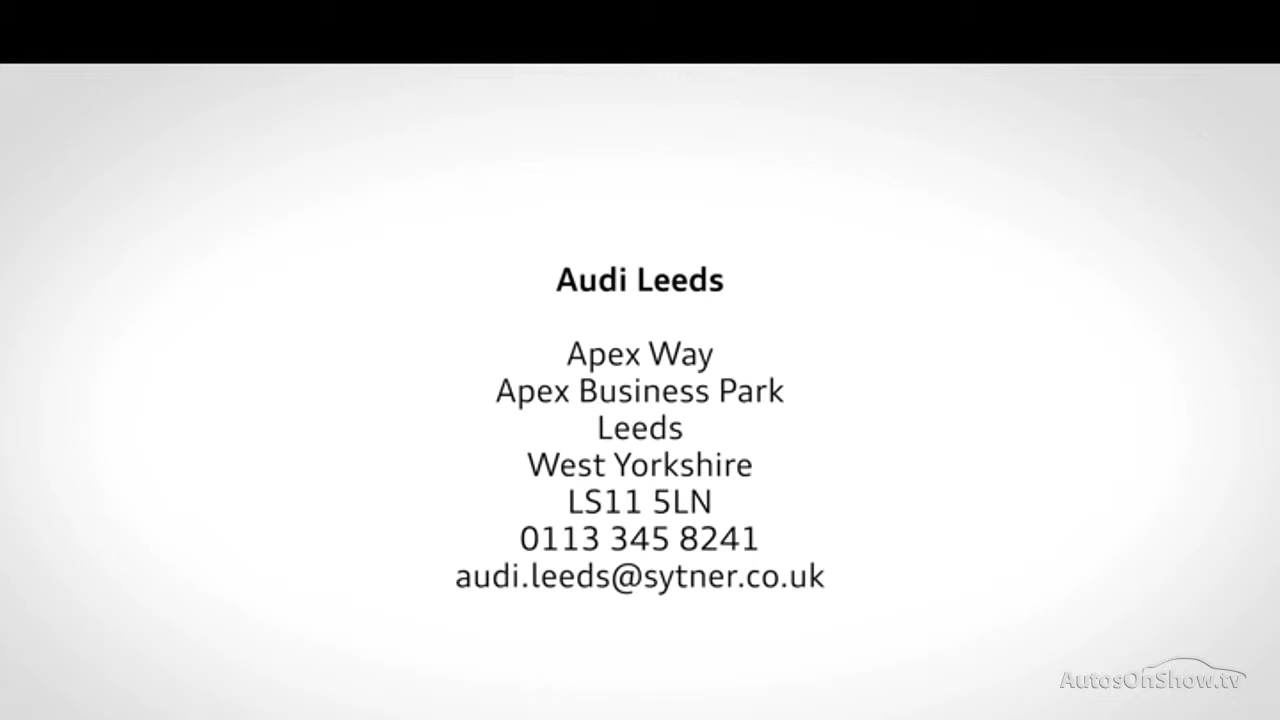 Audi Leeds
Apex Way
Apex Business Park
Leeds
West Yorkshire
LS11 5LN
0113 345 8241
audi.leeds@sytner.co.uk
AutosOnShow.tv